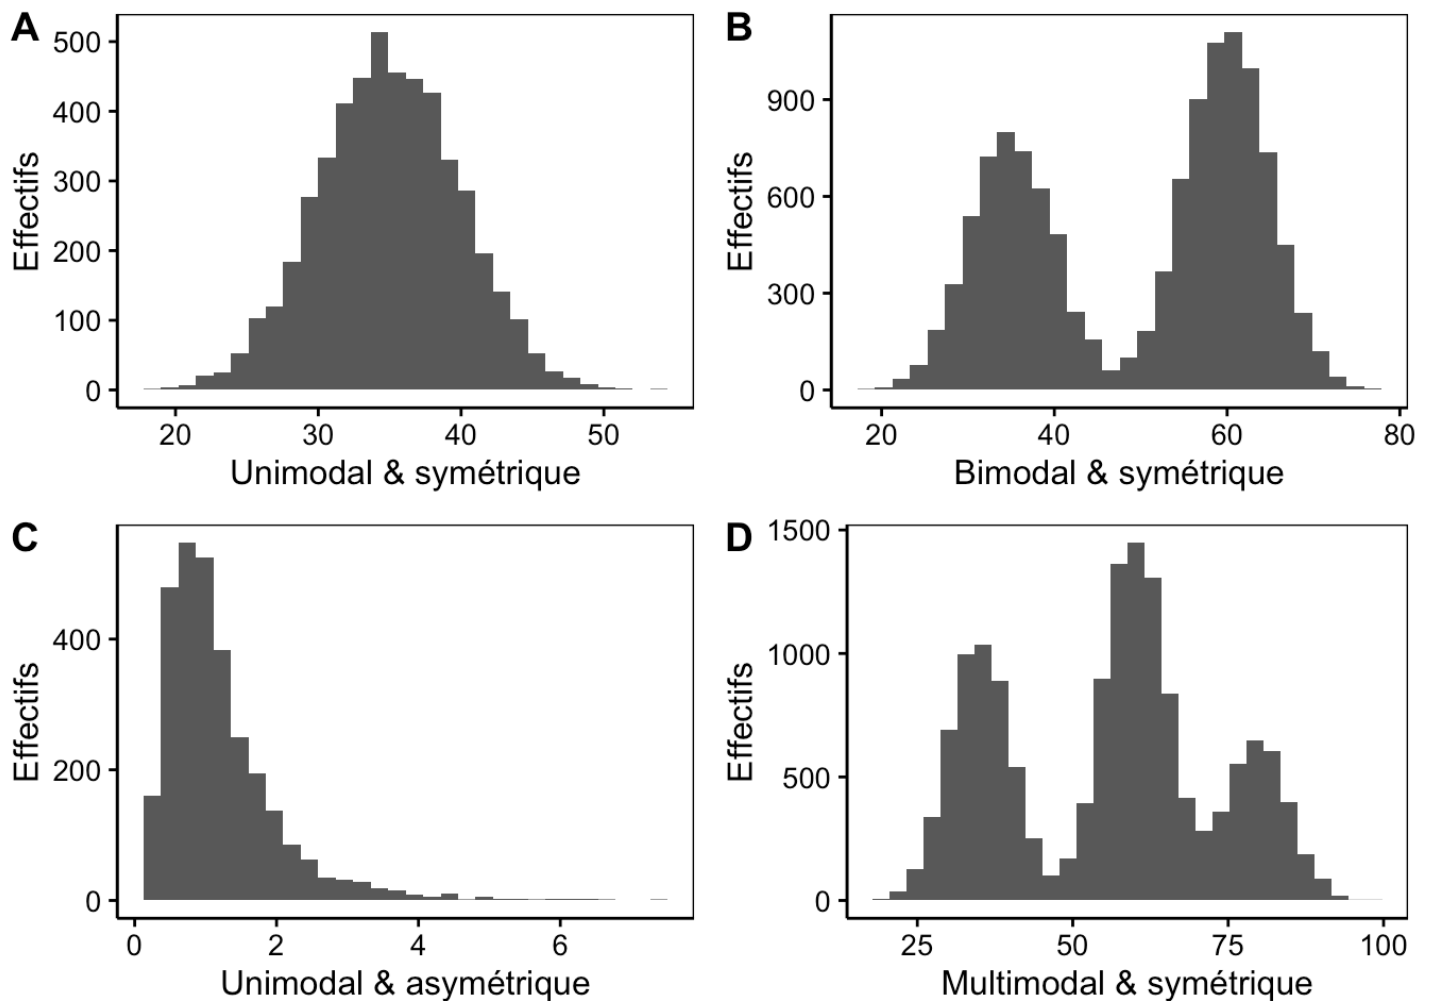 A
500
400
300
200
100
0
Effectifs
20 30 40 50
Unimodal & symétrique
B
900
600
300
0
Effectifs
20 40 60 80
Bimodal & symétrique
C
400
200
0
Effectifs
0 2 4 6
Unimodal & asymétrique
D
1500
1000
500
0
Effectifs
25 50 75 100
Multimodal & symétrique